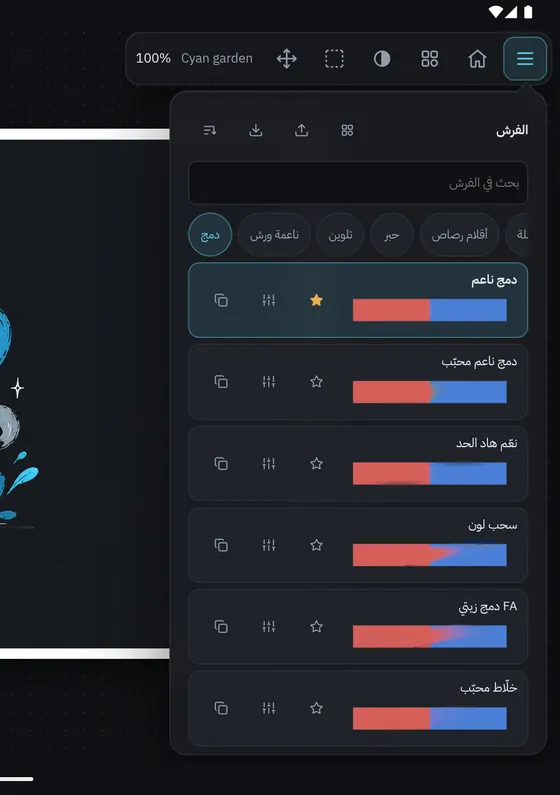 100% Cyan garden
الفرش
بحث في الفرش
أقلام رصاص حبر تلوين ناعمة ورش دمج
دمج ناعم
دمج ناعم محبّب
نعّم هاد الحد
سحب لون
FA دمج زيتي
خلّاط محبّب